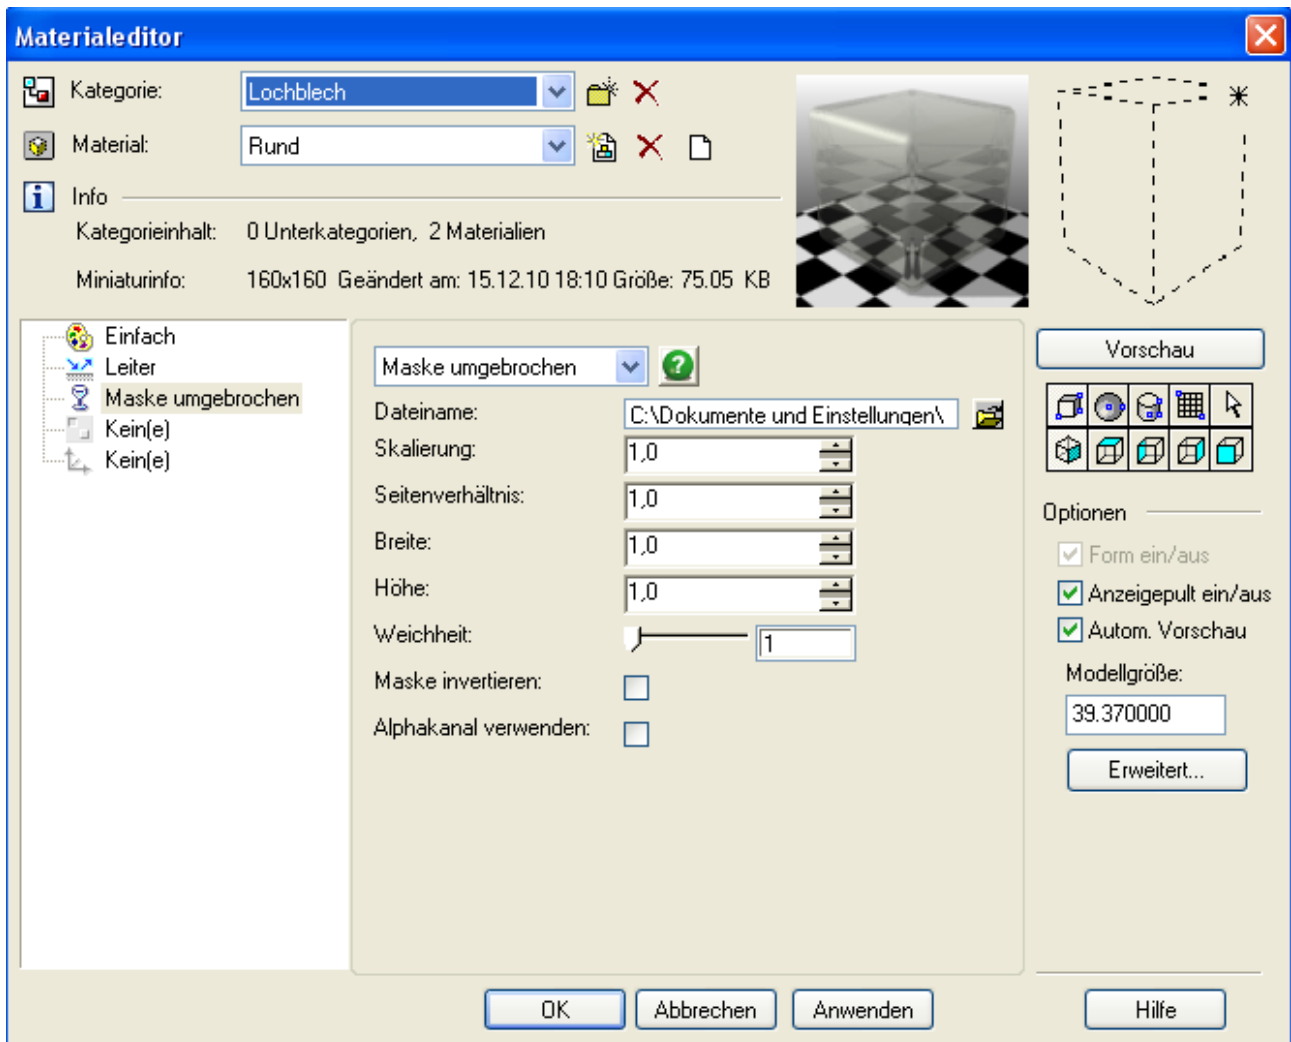 Materialeditor
Kategorie: Lochblech
Material: Rund
Info
Kategorieinhalt: 0 Unterkategorien, 2 Materialien
Miniaturinfo: 160x160 Geändert am: 15.12.10 18:10 Größe: 75.05 KB
Einfach
Leiter
Maske umgebrochen
Kein(e)
Kein(e)
Maske umgebrochen
Dateiname: C:\Dokumente und Einstellungen\
Skalierung: 1,0
Seitenverhältnis: 1,0
Breite: 1,0
Höhe: 1,0
Weichheit: 1
Maske invertieren:
Alphakanal verwenden:
Vorschau
Optionen
Form ein/aus
Anzeigepult ein/aus
Autom. Vorschau
Modellgröße:
39.370000
Erweitert...
OK Abbrechen Anwenden Hilfe